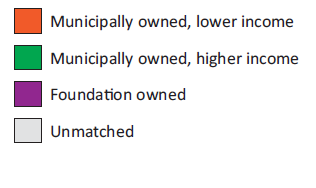 Municipally owned, lower income
Municipally owned, higher income
Foundation owned
Unmatched